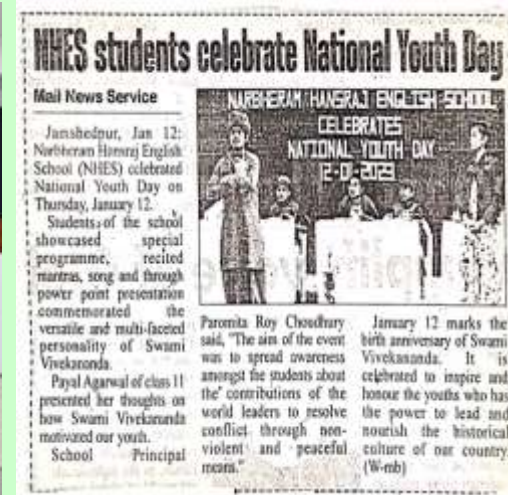 NHES students celebrate National Youth Day
Mail News Service
Jamshedpur, Jan 12:
Narbheram Hansraj English
School (NHES) celebrated
National Youth Day on
Thursday, January 12.
Students of the school
showcased special
programme, recited
mantras, song and through
power point presentation
commemorated the
versatile and multi-faceted
personality of Swami
Vivekananda.
Payal Agarwal of class 11
presented her thoughts on
how Swami Vivekananda
motivated our youth.
School Principal
NARBHERAM HANSRAJ ENGLISH SCHOOL
CELEBRATES
NATIONAL YOUTH DAY
Paromita Roy Choudhury
said, "The aim of the event
was to spread awareness
amongst the students about
the contributions of the
world leaders to resolve
conflict through non-
violent and peaceful
means."
January 12 marks the
birth anniversary of Swami
Vivekananda. It is
celebrated to inspire and
honour the youths who has
the power to lead and
nourish the historical
culture of our country.
(W-mb)